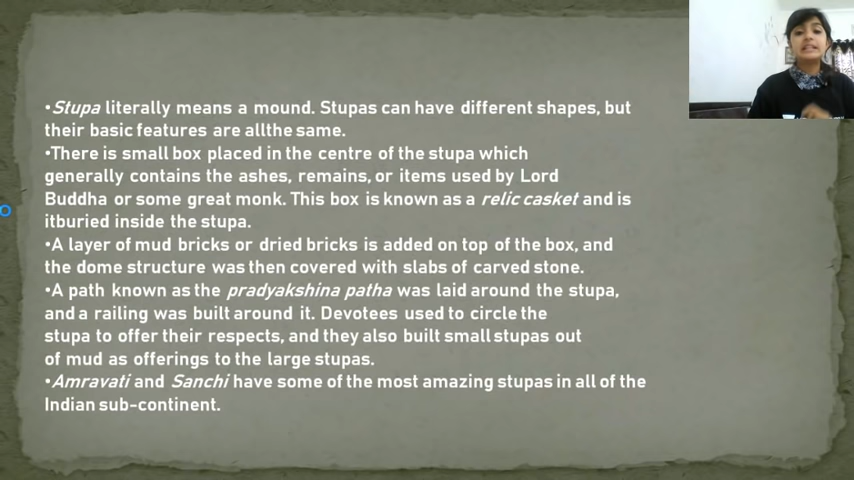 •Stupa literally means a mound. Stupas can have different shapes, but
their basic features are allthe same.
•There is small box placed in the centre of the stupa which
generally contains the ashes, remains, or items used by Lord
Buddha or some great monk. This box is known as a relic casket and is
itburied inside the stupa.
•A layer of mud bricks or dried bricks is added on top of the box, and
the dome structure was then covered with slabs of carved stone.
•A path known as the pradyakshina patha was laid around the stupa,
and a railing was built around it. Devotees used to circle the
stupa to offer their respects, and they also built small stupas out
of mud as offerings to the large stupas.
•Amravati and Sanchi have some of the most amazing stupas in all of the
Indian sub-continent.